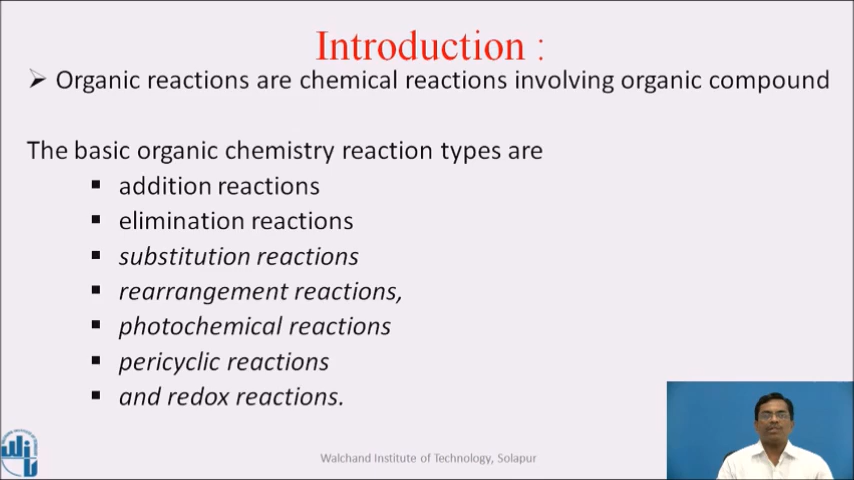 Introduction :
➤ Organic reactions are chemical reactions involving organic compound
The basic organic chemistry reaction types are
▪ addition reactions
▪ elimination reactions
▪ substitution reactions
▪ rearrangement reactions,
▪ photochemical reactions
▪ pericyclic reactions
▪ and redox reactions.
Walchand Institute of Technology, Solapur